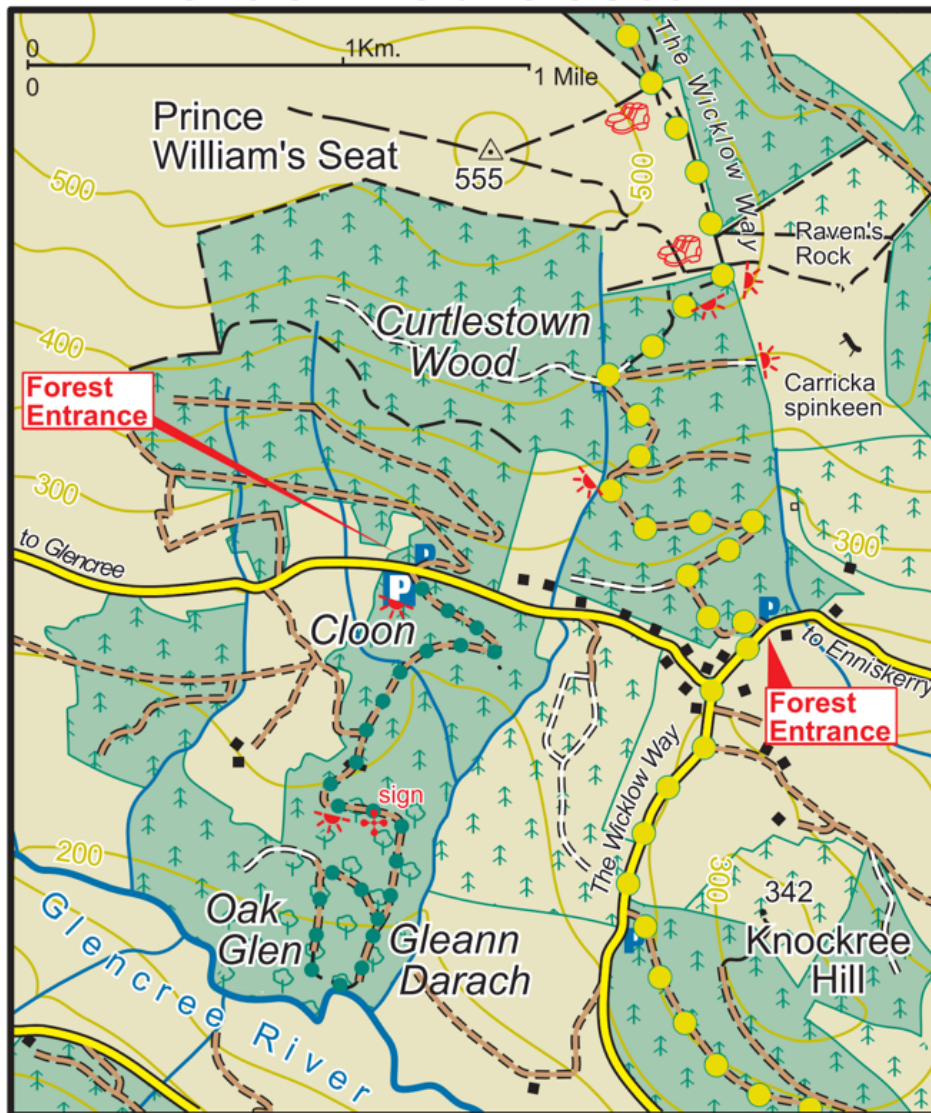 0
1Km.
0
1 Mile
The Wicklow Way
Prince
William's Seat
555
500
500
Raven's
Rock
Curtlestown
Wood
400
Forest
Entrance
Carricka
spinkeen
300
300
to Glencree
P
P
P
Cloon
to Enniskerry
Forest
Entrance
The Wicklow Way
sign
200
300
342
Oak
Glen
Gleann
Darach
P
Knockree
Hill
Glencree River